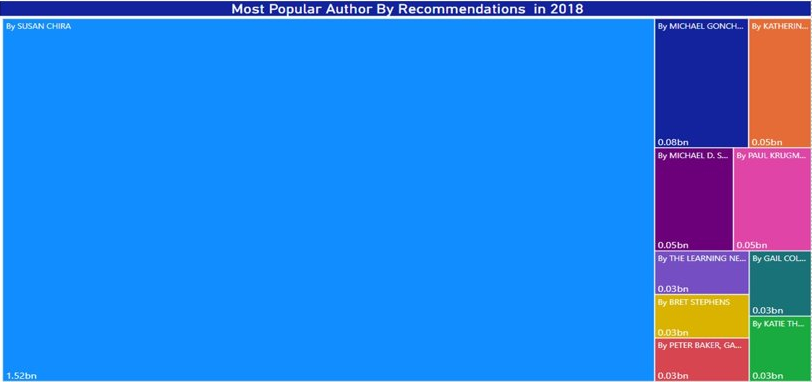 Most Popular Author By Recommendations in 2018
By SUSAN CHIRA
1.52bn
By MICHAEL GONCH...
0.08bn
By KATHERIN...
0.05bn
By MICHAEL D. S...
0.05bn
By PAUL KRUGM...
0.05bn
By THE LEARNING NE...
0.03bn
By GAIL COL...
0.03bn
By BRET STEPHENS
0.03bn
By KATIE TH...
0.03bn
By PETER BAKER, GA...
0.03bn